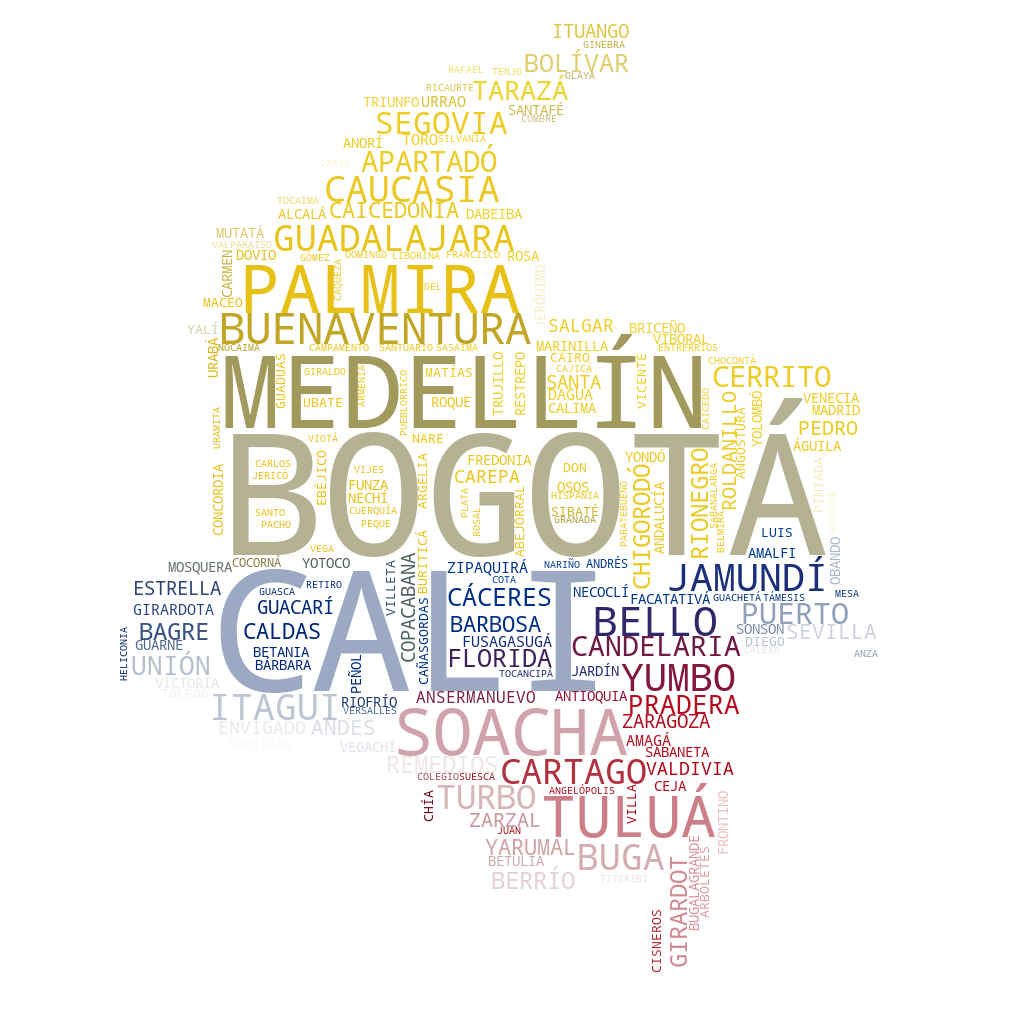 ITUANGO
GINEBRA
BOLÍVAR
RAFAEL TENJO OLAYA
RICAURTE TARAZÁ
TRIUNFO URRAO SANTAFÉ
SEGOVIA CUMBRE
ANORÍ TORO SILVANIA
TARSO APARTADÓ
CAUCASIA
TOCAIMA
ALCALÁ CAICEDONIA DABEIBA
MUTATÁ GUADALAJARA
VALPARAÍSO
DOVIO GOMEZ DOMINGO LIBORINA FRANCISCO ROSA
CARMEN CÁQUEZA DEL JERÓNIMO
PALMIRA
MACEO
YALÍ BUENAVENTURA SALGAR BRICEÑO
VIBORAL
URABÁ NOCAIMA CAMPAMENTO SANTUARIO SASAIMA MARINILLA ENTRERRIOS
MEDELLÍN
GUADUAS GIRALDO ARMENIA MATÍAS TRUJILLO RESTREPO CAIRO VICENTE CHOCONTÁ
CAJICÁ CERRITO
SANTA
UBATE PUEBLORRICO ROQUE DAGUA CAICEDO VENECIA
CALIMA MADRID
URAMITA VIOTÁ NARE ROLDANILLO ANGOSTURA YOLOMBÓ PEDRO
BOGOTÁ
ÁGUILA
CONCORDIA CARLOS EBÉJICO VIJES ARGELIA FREDONIA DON YONDÓ RIONEGRO
JERICÓ FUNZA CAREPA OSOS CHIGORODÓ SABANALARGA PINTADA
NECHÍ PLATA HISPANIA
SANTO CUERQUÍA ROSAL ABEJORRAL SIBATÉ PARATEBUENO ANDALUCÍA BELMIRA GUATAPÉ
PACHO PEQUE GRANADA
LUIS
VEGA AMALFI OBANDO
MOSQUERA COCORNÁ YOTOCO COPACABANA BURITICÁ ZIPAQUIRÁ NARIÑO ANDRÉS
CALI
JAMUNDÍ
ESTRELLA GUASCA RETIRO VILLETA COTA NECOCLÍ FACATATIVÁ GUACHETÁ TÁMESIS MESA
GIRARDOTA GUACARÍ CAÑASGORDAS CÁCERES PUERTO
BAGRE CALDAS BARBOSA BELLO SONSON SEVILLA
HELICONIA GUARNE FUSAGASUGÁ CANDELARIA DIEGO
BETANIA CALERA ANZA
UNIÓN BÁRBARA PEÑOL FLORIDA
VICTORIA TOCANCIPA JARDÍN YUMBO
TOLEDO RIOFRÍO ANSERMANUEVO ANTIOQUIA
ITAGUI VERSALLES PRADERA
ENVIGADO ANDES SOACHA ZARAGOZA
SOPETRÁN VEGACHÍ AMAGÁ
SABANETA
REMEDIOS CARTAGO VALDIVIA
COLEGIO SUESCA
CHÍA TURBO ANGELÓPOLIS VILLA CEJA
TULUÁ FRONTINO
ZARZAL
JUAN
YARUMAL BUGA
BETULIA
BERRÍO TITIRIBÍ GIRARDOT BUGALAGRANDE ARBOLETES
CISNEROS